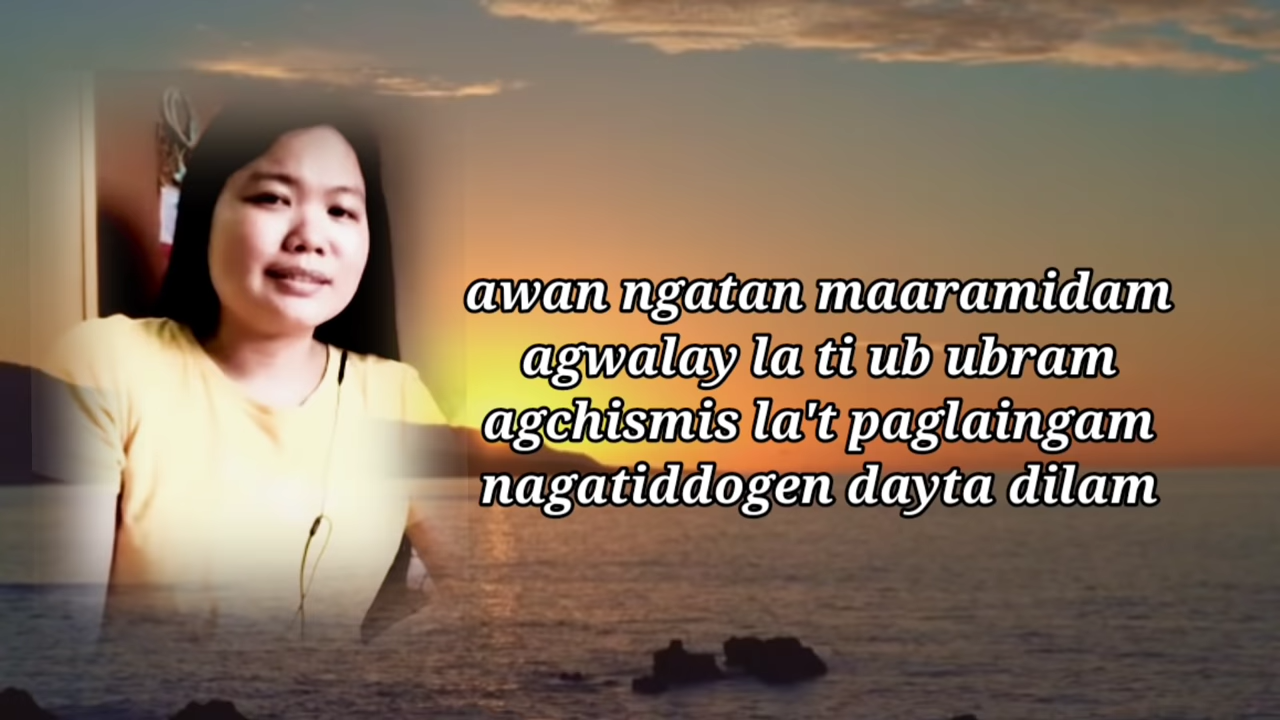 awan ngatan maaramidam
agwalay la ti ub ubram
agchismis la't paglaingam
nagatiddogen dayta dilam